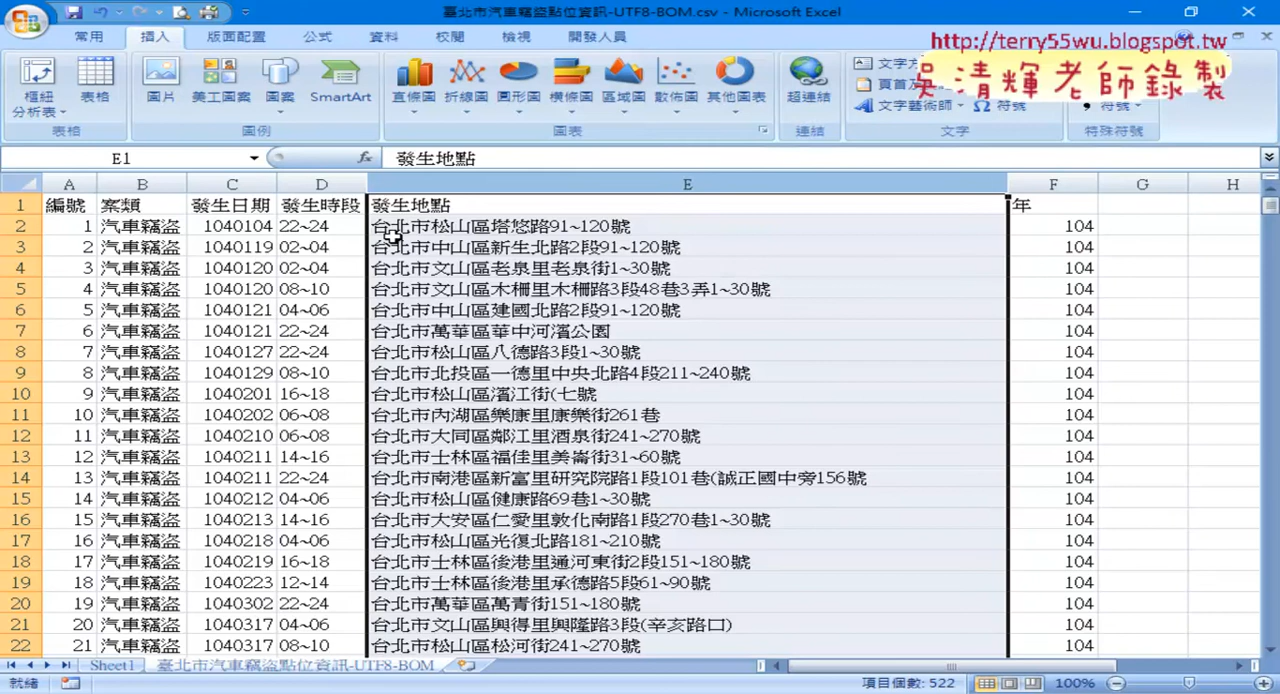 臺北市汽車竊盜點位資訊-UTF8-BOM.csv - Microsoft Excel
常用 插入 版面配置 公式 資料 校閱 檢視 開發人員
http://terry55wu.blogspot.tw
吳清輝老師錄製
樞紐分析表 表格 圖片 美工圖案 圖案 SmartArt 直條圖 折線圖 圓形圖 橫條圖 區域圖 散佈圖 其他圖表 超連結 文字方 頁首及 文字藝術師 Ω 符號 , 符號
表格 圖例 圖表 連結 文字 特殊符號
E1 fx 發生地點
A B C D E F G H
1 編號 案類 發生日期 發生時段 發生地點 年
2 1 汽車竊盜 1040104 22~24 台北市松山區塔悠路91~120號 104
3 2 汽車竊盜 1040119 02~04 台北市中山區新生北路2段91~120號 104
4 3 汽車竊盜 1040120 02~04 台北市文山區老泉里老泉街1~30號 104
5 4 汽車竊盜 1040120 08~10 台北市文山區木柵里木柵路3段48巷3弄1~30號 104
6 5 汽車竊盜 1040121 04~06 台北市中山區建國北路2段91~120號 104
7 6 汽車竊盜 1040121 22~24 台北市萬華區華中河濱公園 104
8 7 汽車竊盜 1040127 22~24 台北市松山區八德路3段1~30號 104
9 8 汽車竊盜 1040129 08~10 台北市北投區一德里中央北路4段211~240號 104
10 9 汽車竊盜 1040201 16~18 台北市松山區濱江街(七號 104
11 10 汽車竊盜 1040202 06~08 台北市內湖區樂康里康樂街261巷 104
12 11 汽車竊盜 1040210 06~08 台北市大同區鄰江里酒泉街241~270號 104
13 12 汽車竊盜 1040211 14~16 台北市士林區福佳里美崙街31~60號 104
14 13 汽車竊盜 1040211 22~24 台北市南港區新富里研究院路1段101巷(誠正國中旁156號 104
15 14 汽車竊盜 1040212 04~06 台北市松山區健康路69巷1~30號 104
16 15 汽車竊盜 1040213 14~16 台北市大安區仁愛里敦化南路1段270巷1~30號 104
17 16 汽車竊盜 1040218 04~06 台北市松山區光復北路181~210號 104
18 17 汽車竊盜 1040219 16~18 台北市士林區後港里通河東街2段151~180號 104
19 18 汽車竊盜 1040223 12~14 台北市士林區後港里承德路5段61~90號 104
20 19 汽車竊盜 1040302 22~24 台北市萬華區萬青街151~180號 104
21 20 汽車竊盜 1040317 04~06 台北市文山區興得里興隆路3段(辛亥路口) 104
22 21 汽車竊盜 1040317 08~10 台北市松山區松河街241~270號 104
Sheet1 臺北市汽車竊盜點位資訊-UTF8-BOM
就緒 項目個數: 522 100%